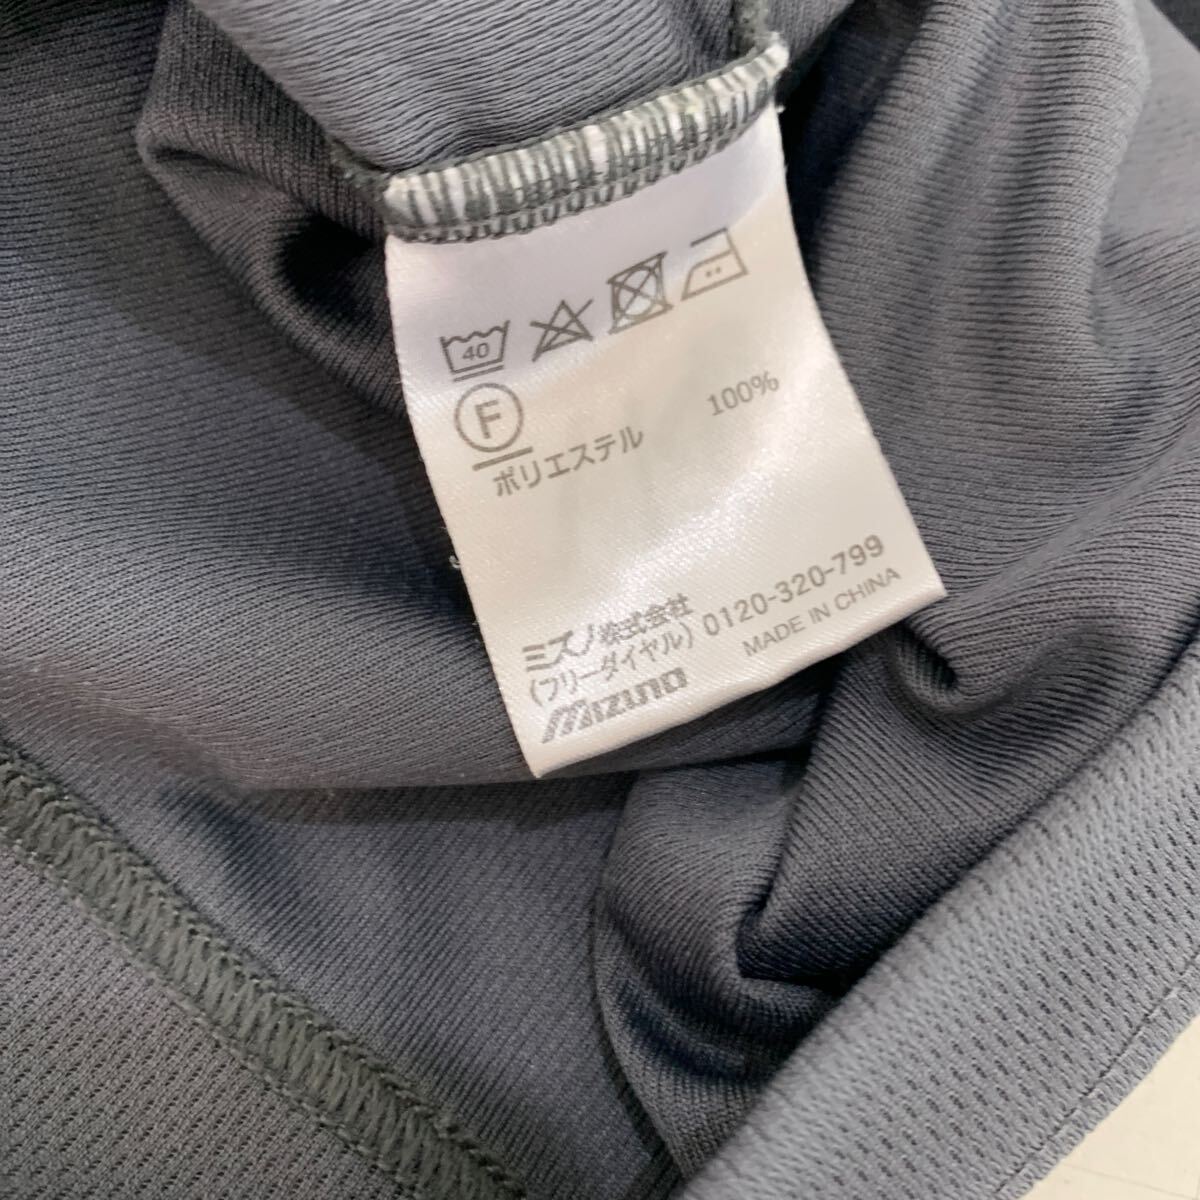 40
F
ポリエステル 100%
ミズノ株式会社
(フリーダイヤル) 0120-320-799
MIZUNO MADE IN CHINA